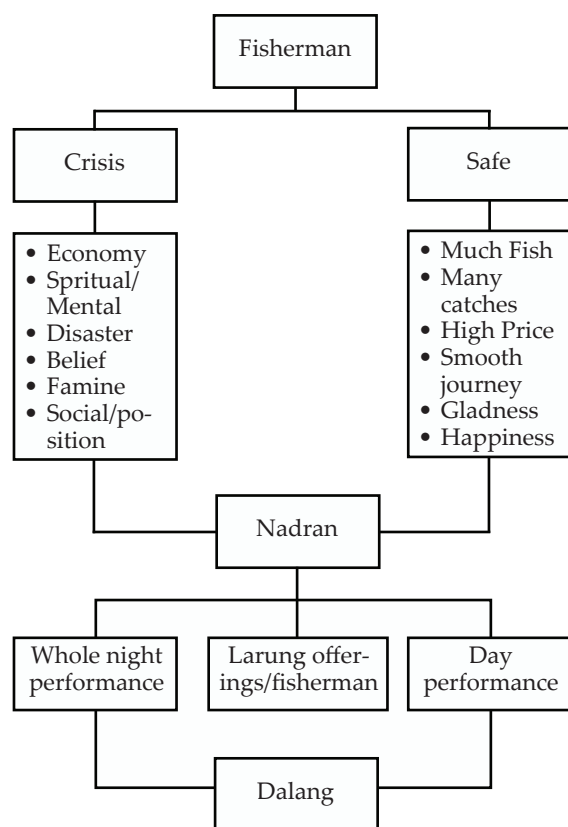 Fisherman
Crisis
Safe
• Economy
• Spritual/
Mental
• Disaster
• Belief
• Famine
• Social/po-
sition
• Much Fish
• Many
catches
• High Price
• Smooth
journey
• Gladness
• Happiness
Nadran
Whole night
performance
Larung offer-
ings/fisherman
Day
performance
Dalang